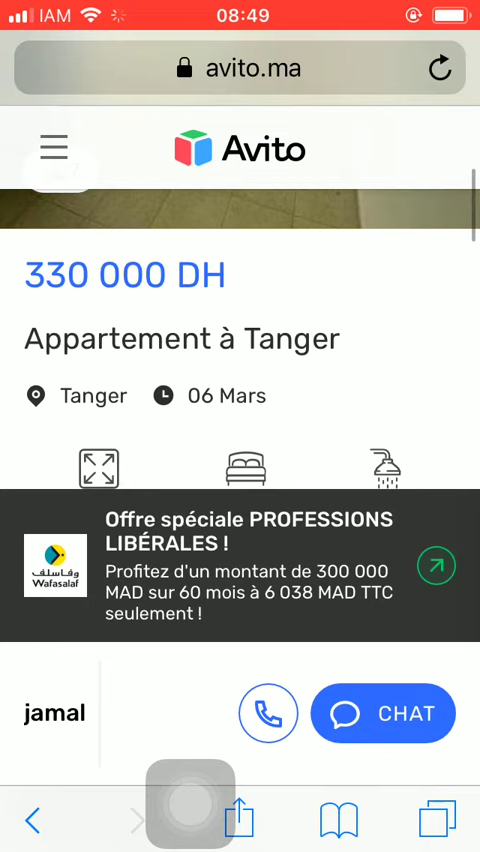 IAM 08:49
avito.ma
Avito
330 000 DH
Appartement à Tanger
Tanger 06 Mars
Offre spéciale PROFESSIONS
LIBÉRALES !
Profitez d'un montant de 300 000
MAD sur 60 mois à 6 038 MAD TTC
seulement !
وفاسلف
Wafasalaf
jamal
CHAT